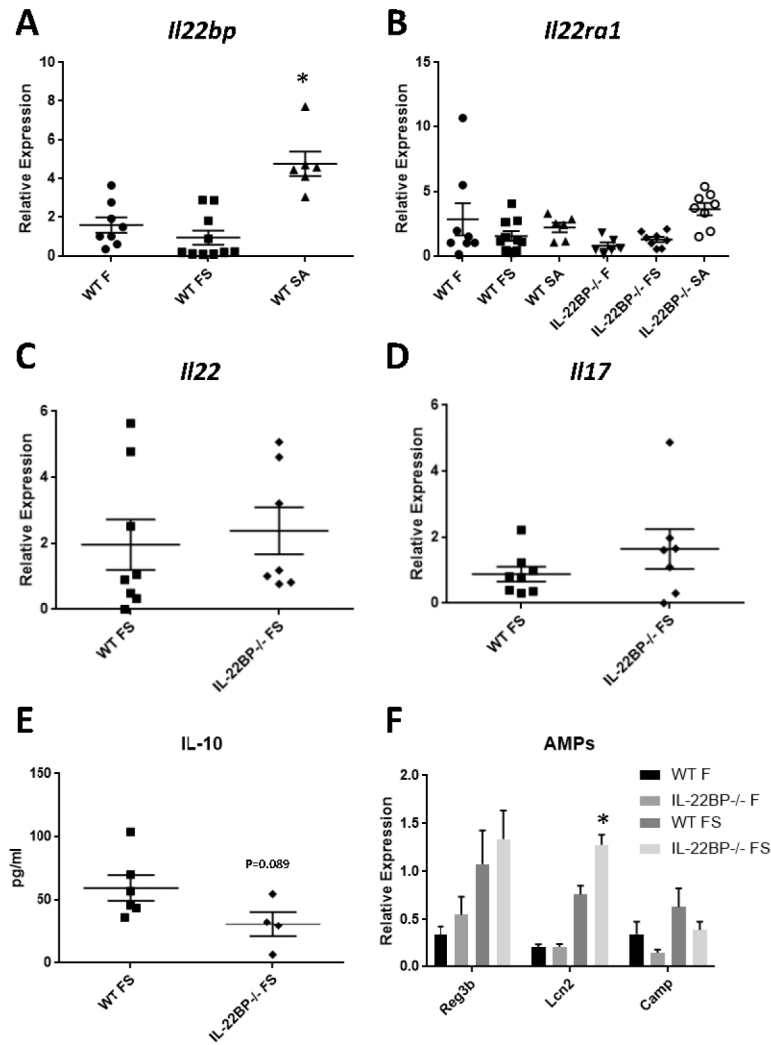 A
Il22bp
Relative Expression
10
8
6
4
2
0
*
WT F
WT FS
WT SA
B
Il22ra1
Relative Expression
15
10
5
0
WT F
WT FS
WT SA
IL-22BP-/- F
IL-22BP-/- FS
IL-22BP-/- SA
C
Il22
Relative Expression
6
4
2
0
WT FS
IL-22BP-/- FS
D
Il17
Relative Expression
6
4
2
0
WT FS
IL-22BP-/- FS
E
IL-10
pg/ml
150
100
50
0
P=0.089
WT FS
IL-22BP-/- FS
F
AMPs
Relative Expression
2.0
1.5
1.0
0.5
0.0
*
WT F
IL-22BP-/- F
WT FS
IL-22BP-/- FS
Reg3b
Lcn2
Camp